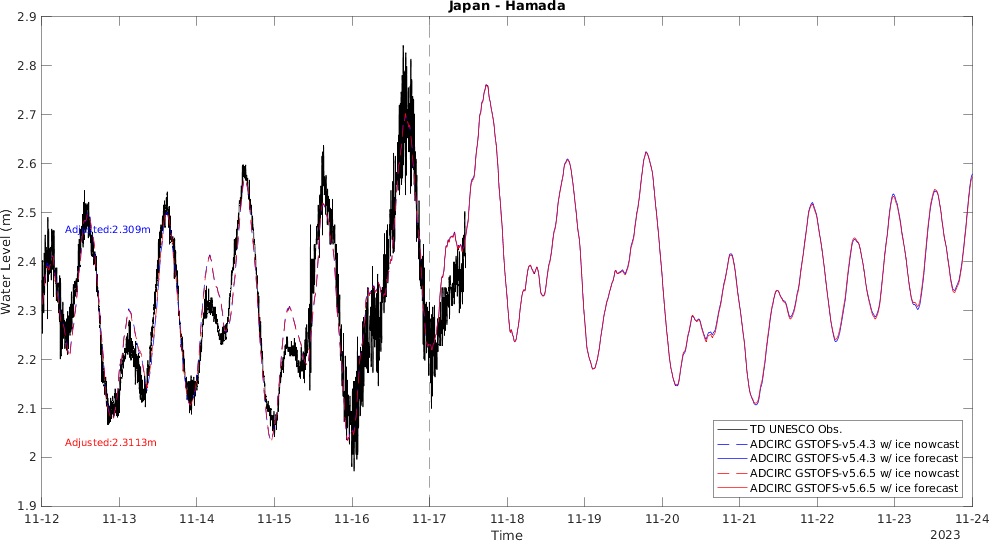 Japan - Hamada
Water Level (m)
2.9
2.8
2.7
2.6
2.5
2.4
2.3
2.2
2.1
2
1.9
Adjusted:2.309m
Adjusted:2.3113m
TD UNESCO Obs.
ADCIRC GSTOFS-v5.4.3 w/ ice nowcast
ADCIRC GSTOFS-v5.4.3 w/ ice forecast
ADCIRC GSTOFS-v5.6.5 w/ ice nowcast
ADCIRC GSTOFS-v5.6.5 w/ ice forecast
11-12 11-13 11-14 11-15 11-16 11-17 11-18 11-19 11-20 11-21 11-22 11-23 11-24
Time
2023